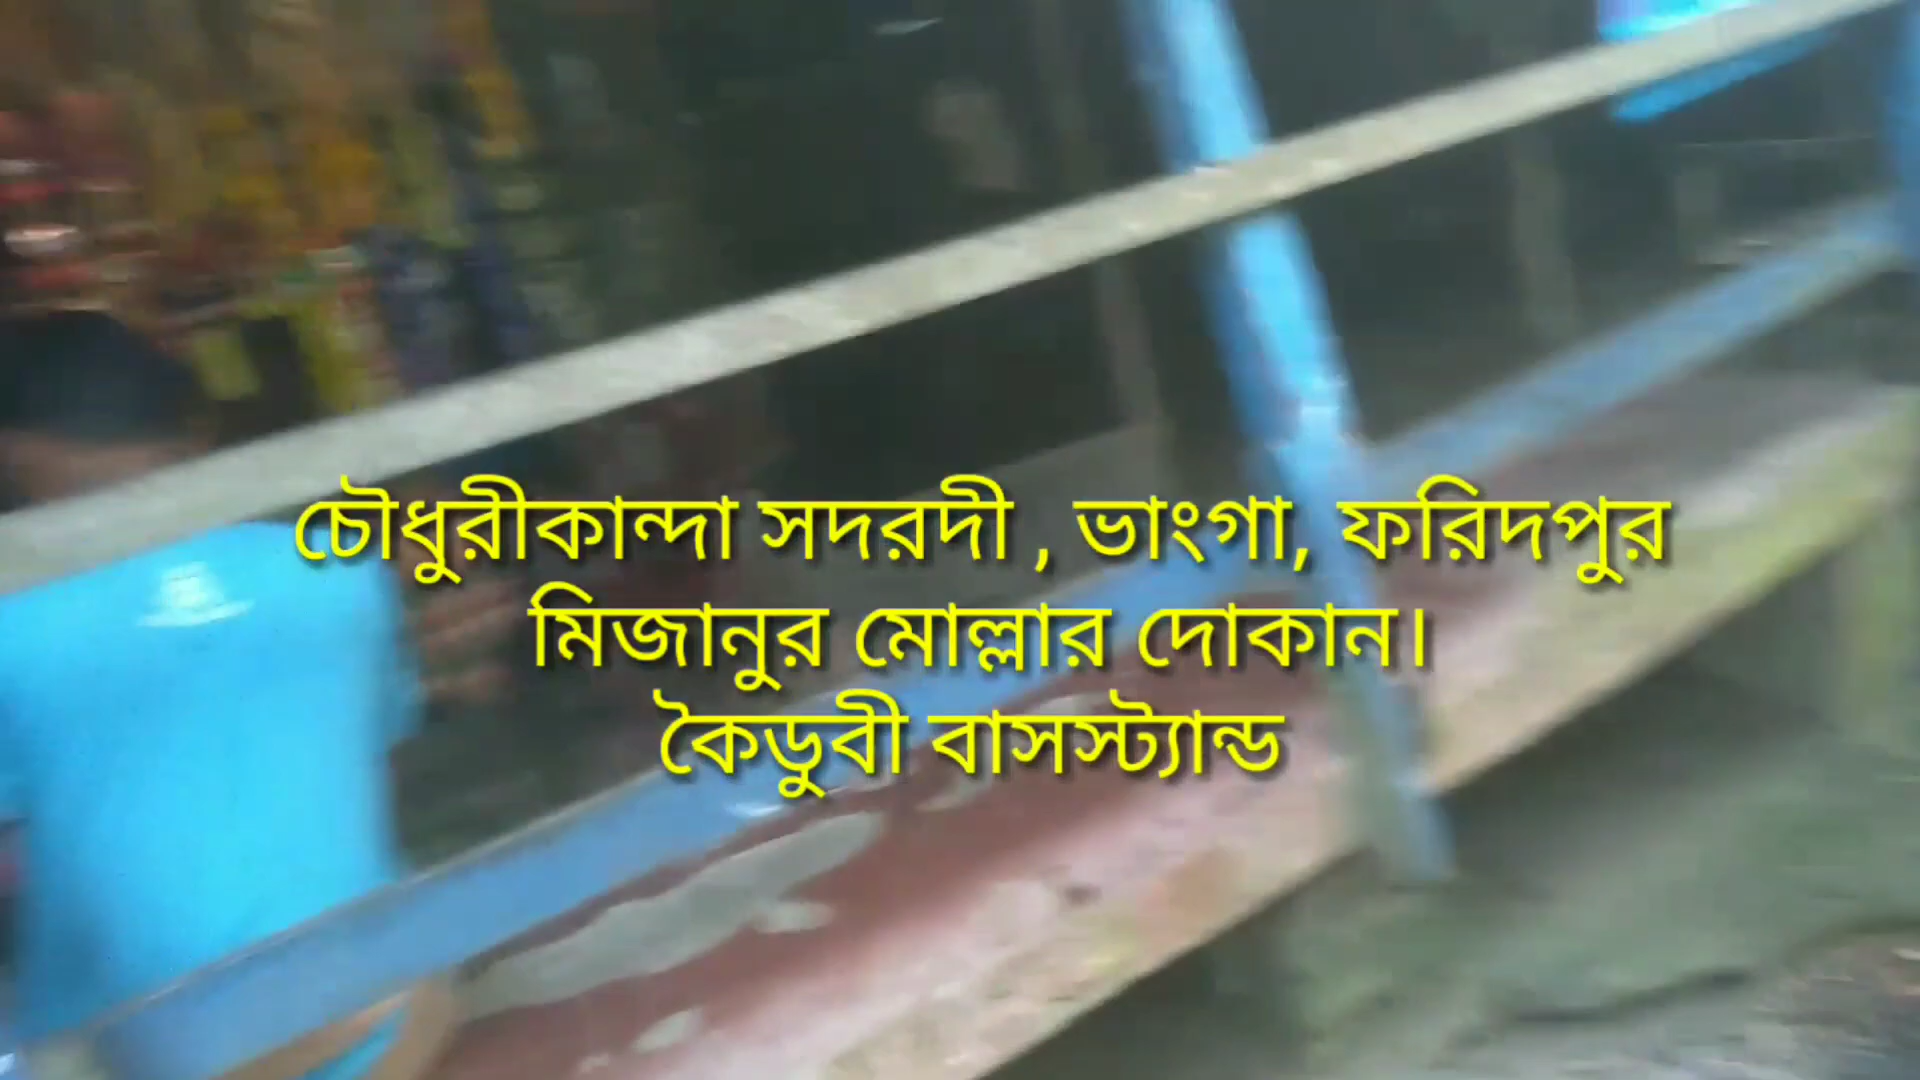 চৌধুরীকান্দা সদরদী , ভাংগা, ফরিদপুর
মিজানুর মোল্লার দোকান।
কৈডুবী বাসস্ট্যান্ড